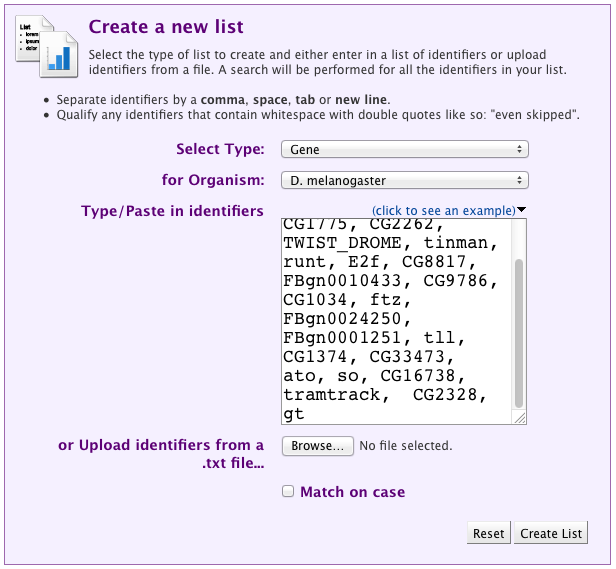 List
lorem
ipsum
dolor
Create a new list
Select the type of list to create and either enter in a list of identifiers or upload
identifiers from a file. A search will be performed for all the identifiers in your list.
• Separate identifiers by a comma, space, tab or new line.
• Qualify any identifiers that contain whitespace with double quotes like so: "even skipped".
Select Type:
Gene
for Organism:
D. melanogaster
Type/Paste in identifiers
(click to see an example)
CG1775, CG2262,
TWIST_DROME, tinman,
runt, E2f, CG8817,
FBgn0010433, CG9786,
CG1034, ftz,
FBgn0024250,
FBgn0001251, tll,
CG1374, CG33473,
ato, so, CG16738,
tramtrack,  CG2328,
gt
or Upload identifiers from a
.txt file...
Browse... No file selected.
Match on case
Reset
Create List